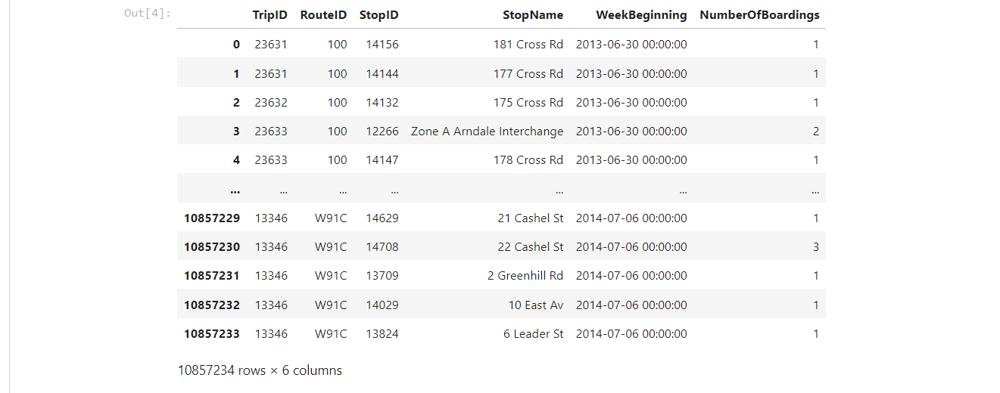 Out[4]:
TripID RouteID StopID StopName WeekBeginning NumberOfBoardings
0 23631 100 14156 181 Cross Rd 2013-06-30 00:00:00 1
1 23631 100 14144 177 Cross Rd 2013-06-30 00:00:00 1
2 23632 100 14132 175 Cross Rd 2013-06-30 00:00:00 1
3 23633 100 12266 Zone A Arndale Interchange 2013-06-30 00:00:00 2
4 23633 100 14147 178 Cross Rd 2013-06-30 00:00:00 1
... ... ... ... ... ... ...
10857229 13346 W91C 14629 21 Cashel St 2014-07-06 00:00:00 1
10857230 13346 W91C 14708 22 Cashel St 2014-07-06 00:00:00 3
10857231 13346 W91C 13709 2 Greenhill Rd 2014-07-06 00:00:00 1
10857232 13346 W91C 14029 10 East Av 2014-07-06 00:00:00 1
10857233 13346 W91C 13824 6 Leader St 2014-07-06 00:00:00 1
10857234 rows × 6 columns